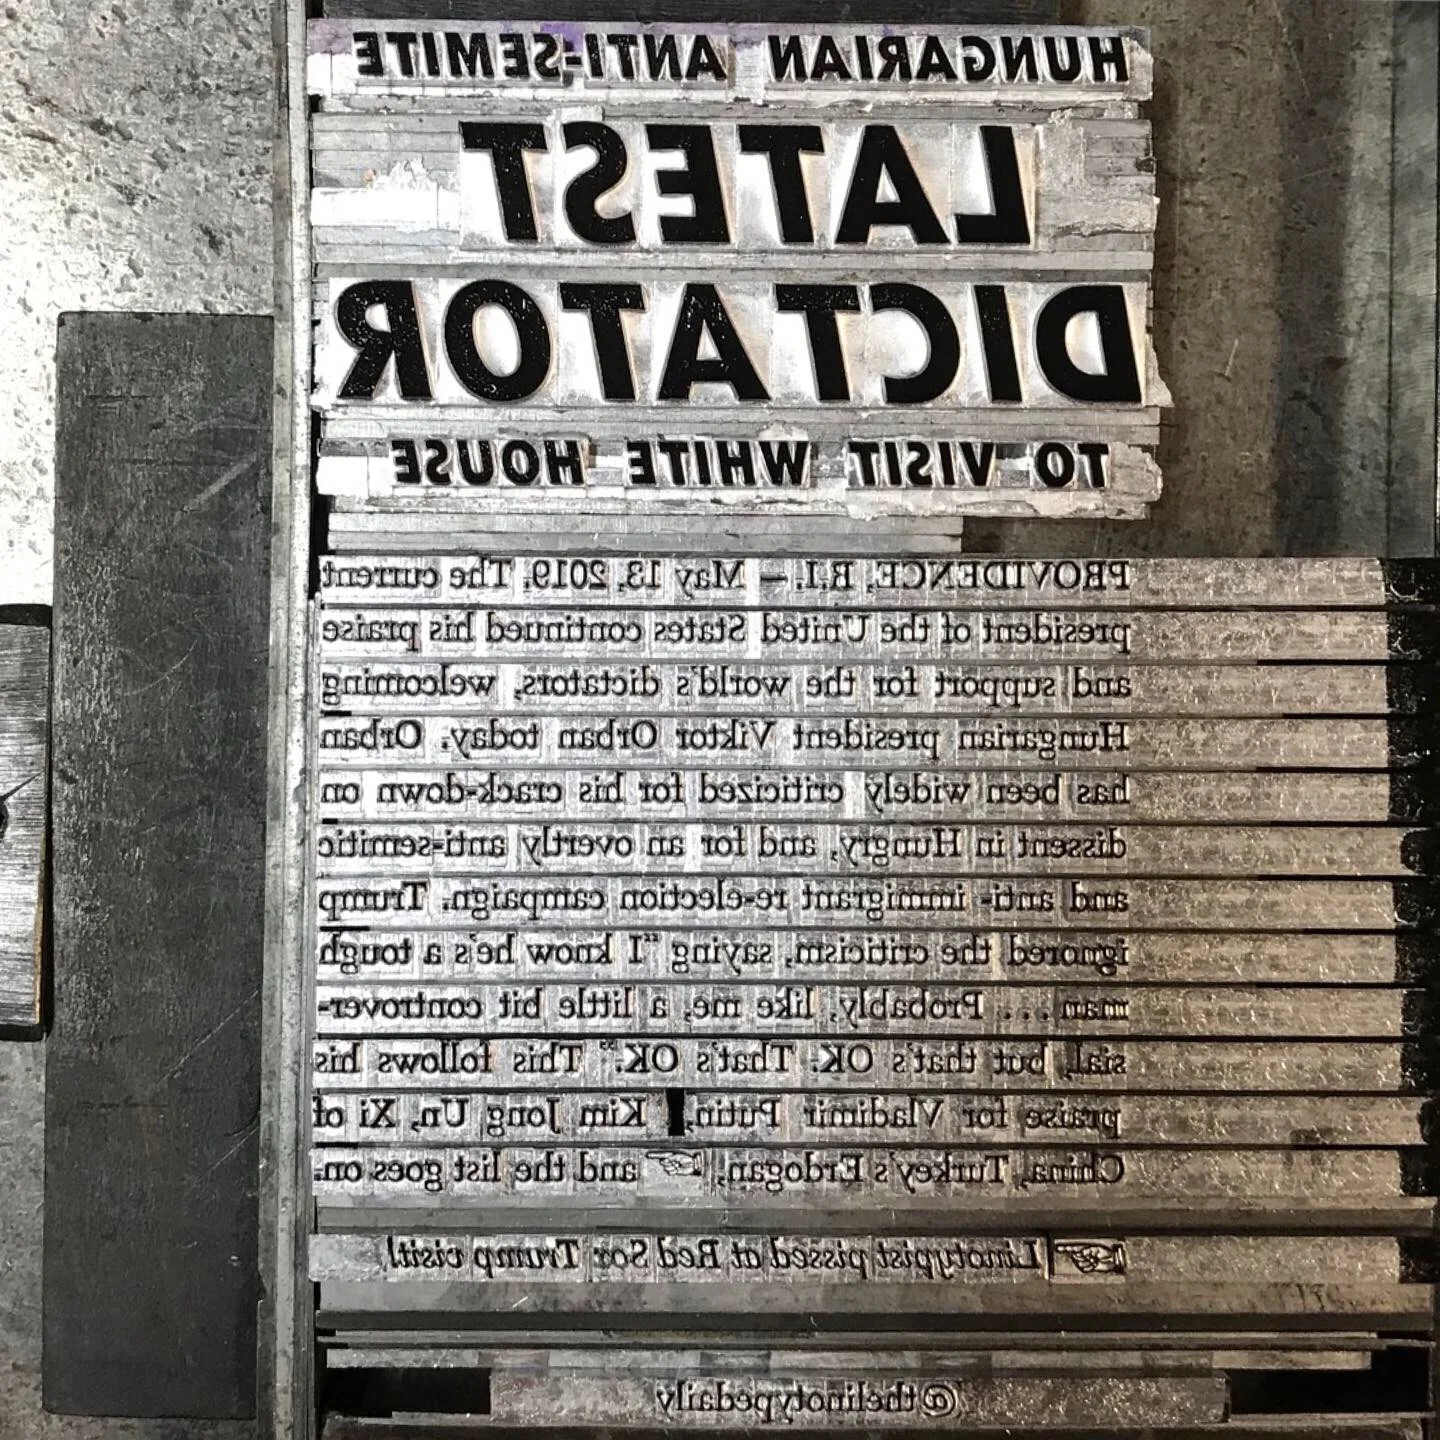 HUNGARIAN ANTI-SEMITE
LATEST
DICTATOR
TO VISIT WHITE HOUSE
PROVIDENCE, R.I. — May 13, 2019. The current
president of the United States continued his praise
and support for the world's dictators, welcoming
Hungarian president Viktor Orban today. Orban
has been widely criticized for his crack-down on
dissent in Hungry, and for an overtly anti-semitic
and anti- immigrant re-election campaign. Trump
ignored the criticism, saying “I know he's a tough
man . . . Probably, like me, a little bit controver-
sial, but that's OK. That's OK.” This follows his
praise for Vladimir Putin, Kim Jong Un, Xi of
China, Turkey's Erdogan, ☞ and the list goes on.
☞ Linotypist pissed at Red Sox Trump visit!
@thelinotypedaily